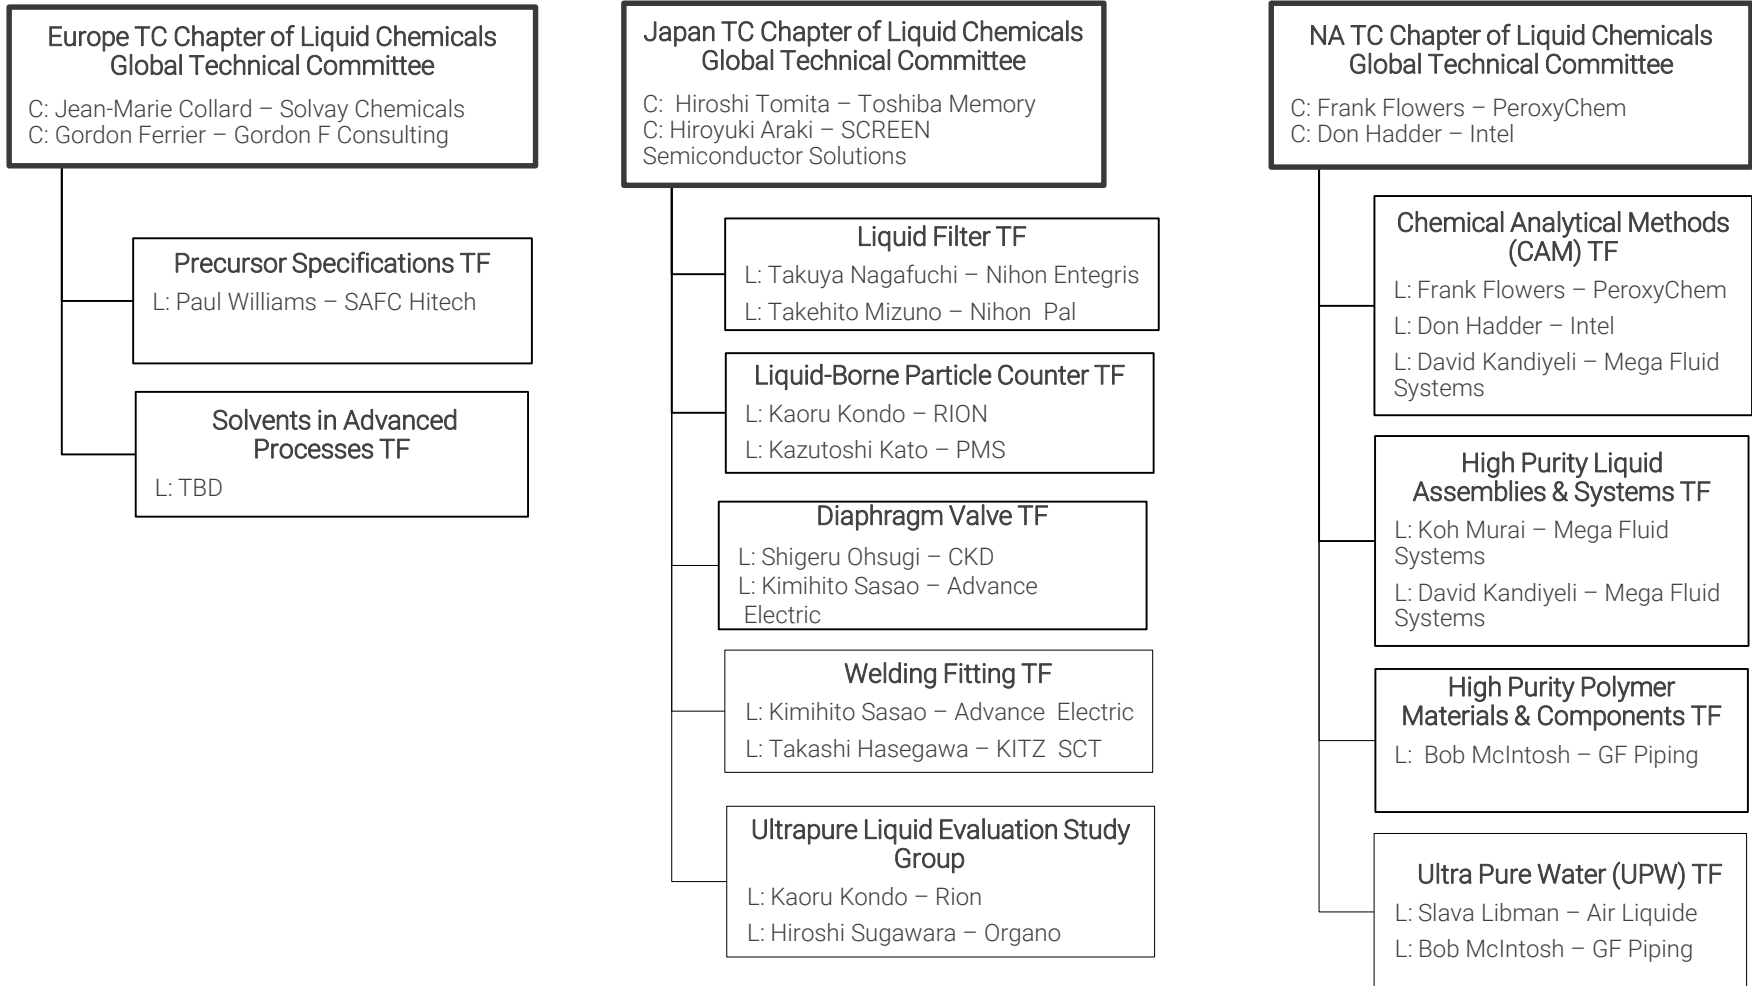 Europe TC Chapter of Liquid Chemicals
Global Technical Committee
C: Jean-Marie Collard – Solvay Chemicals
C: Gordon Ferrier – Gordon F Consulting
Precursor Specifications TF
L: Paul Williams – SAFC Hitech
Solvents in Advanced
Processes TF
L: TBD
Japan TC Chapter of Liquid Chemicals
Global Technical Committee
C: Hiroshi Tomita – Toshiba Memory
C: Hiroyuki Araki – SCREEN
Semiconductor Solutions
Liquid Filter TF
L: Takuya Nagafuchi – Nihon Entegris
L: Takehito Mizuno – Nihon Pal
Liquid-Borne Particle Counter TF
L: Kaoru Kondo – RION
L: Kazutoshi Kato – PMS
Diaphragm Valve TF
L: Shigeru Ohsugi – CKD
L: Kimihito Sasao – Advance
Electric
Welding Fitting TF
L: Kimihito Sasao – Advance Electric
L: Takashi Hasegawa – KITZ SCT
Ultrapure Liquid Evaluation Study
Group
L: Kaoru Kondo – Rion
L: Hiroshi Sugawara – Organo
NA TC Chapter of Liquid Chemicals
Global Technical Committee
C: Frank Flowers – PeroxyChem
C: Don Hadder – Intel
Chemical Analytical Methods
(CAM) TF
L: Frank Flowers – PeroxyChem
L: Don Hadder – Intel
L: David Kandiyeli – Mega Fluid
Systems
High Purity Liquid
Assemblies & Systems TF
L: Koh Murai – Mega Fluid
Systems
L: David Kandiyeli – Mega Fluid
Systems
High Purity Polymer
Materials & Components TF
L: Bob McIntosh – GF Piping
Ultra Pure Water (UPW) TF
L: Slava Libman – Air Liquide
L: Bob McIntosh – GF Piping